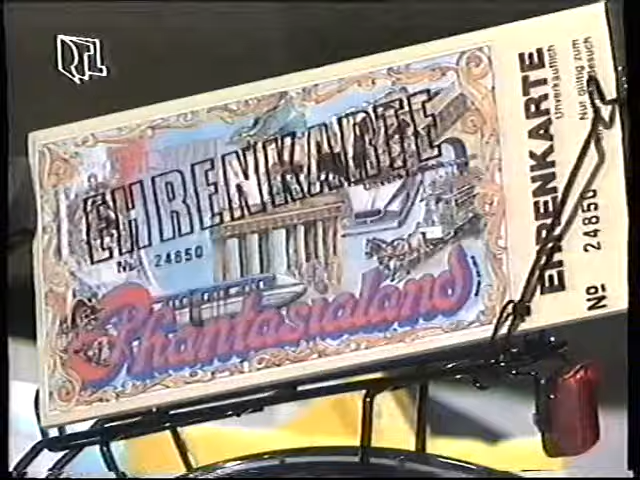 RTL
EHRENKARTE
No 24850
Phantasialand
EHRENKARTE
Unverkäuflich
Nur gültig zum
No 24850